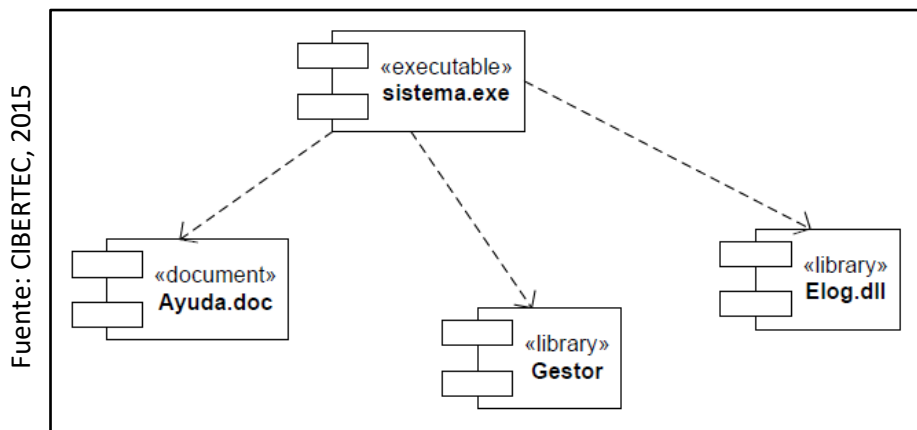 Fuente: CIBERTEC, 2015
«executable»
sistema.exe
«document»
Ayuda.doc
«library»
Gestor
«library»
Elog.dll